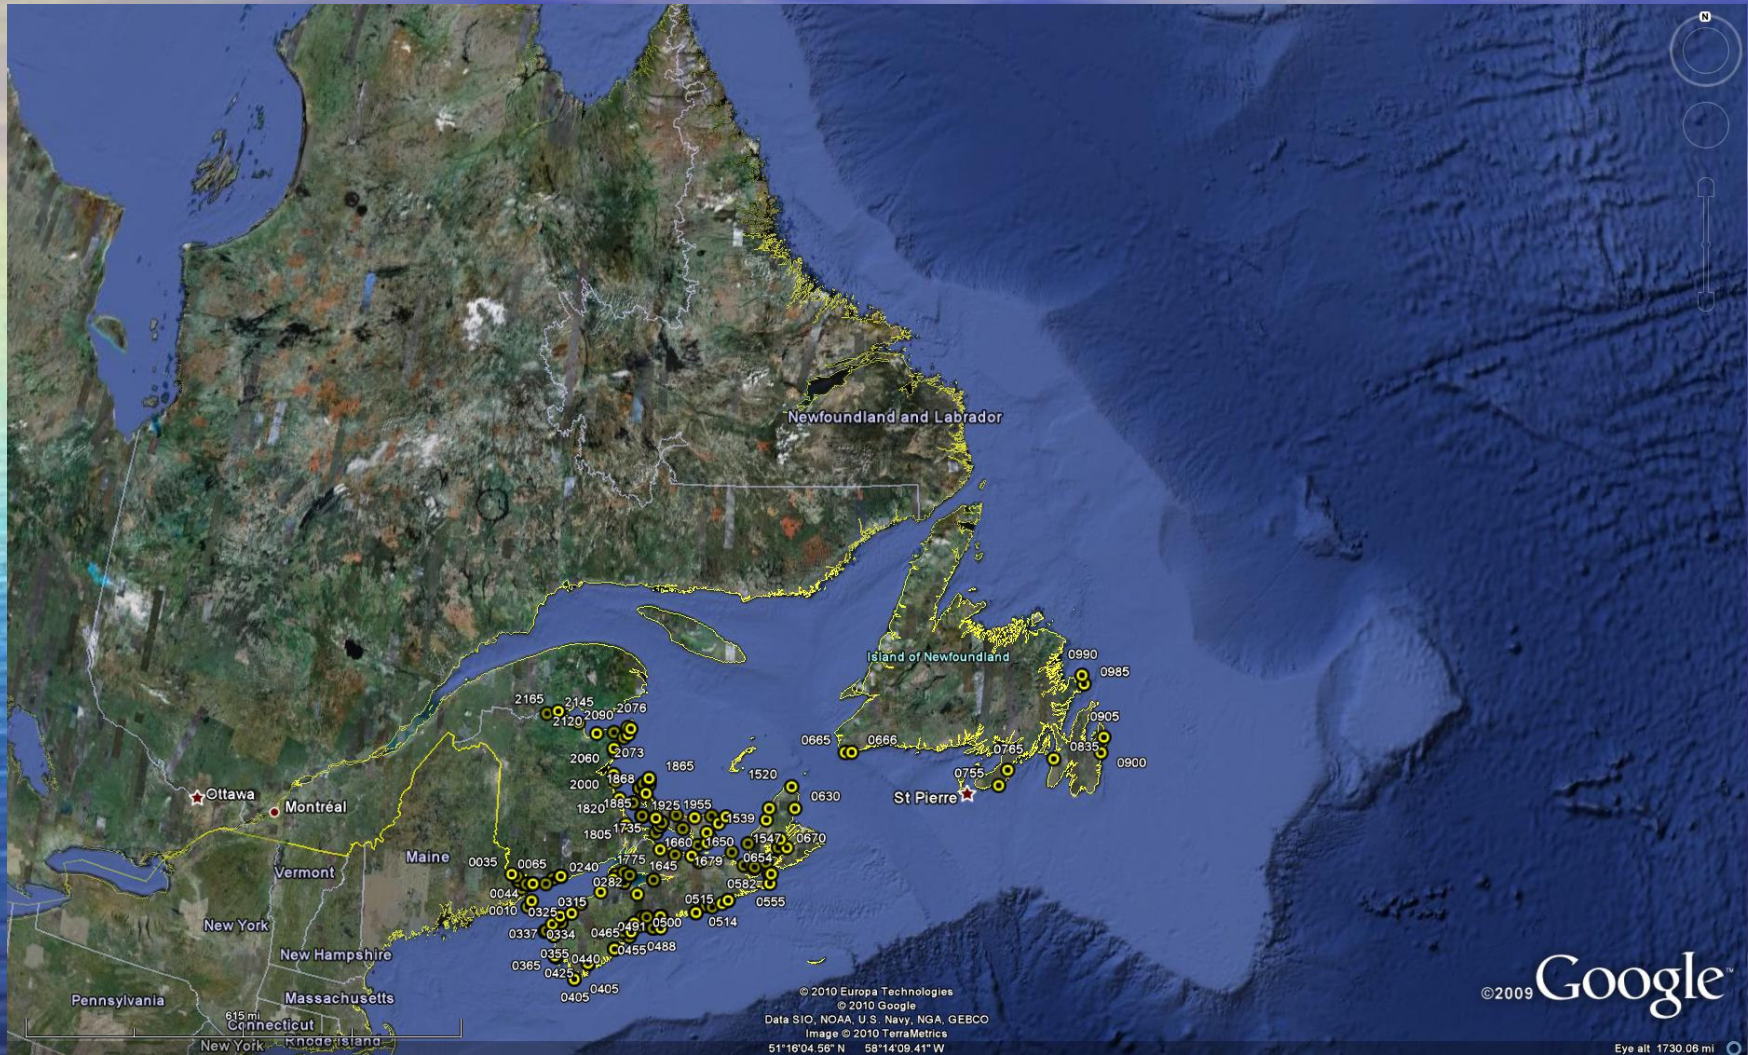 N
Newfoundland and Labrador
Island of Newfoundland
0990
0985
0905
0835
0900
0765
0755
St Pierre
0665
0666
2165
2145
2120
2090
2076
2073
2060
1865
2000
1868
1520
0630
1820
1885
1925
1955
1539
1805
1735
1547
0670
1660
1650
1679
0654
Ottawa
Montréal
Maine
Vermont
New York
New Hampshire
Massachusetts
Pennsylvania
Connecticut
Rhode Island
New York
615 mi
0035
0065
0240
1775
1645
0282
0582
0555
0044
0010
0325
0315
0515
0514
0337
0334
0465
0491
0500
0455
0488
0355
0365
0440
0425
0405
0405
© 2010 Europa Technologies
© 2010 Google
Data SIO, NOAA, U.S. Navy, NGA, GEBCO
Image © 2010 TerraMetrics
51°16'04.56" N 58°14'09.41" W
©2009 Google™
Eye alt 1730.06 mi